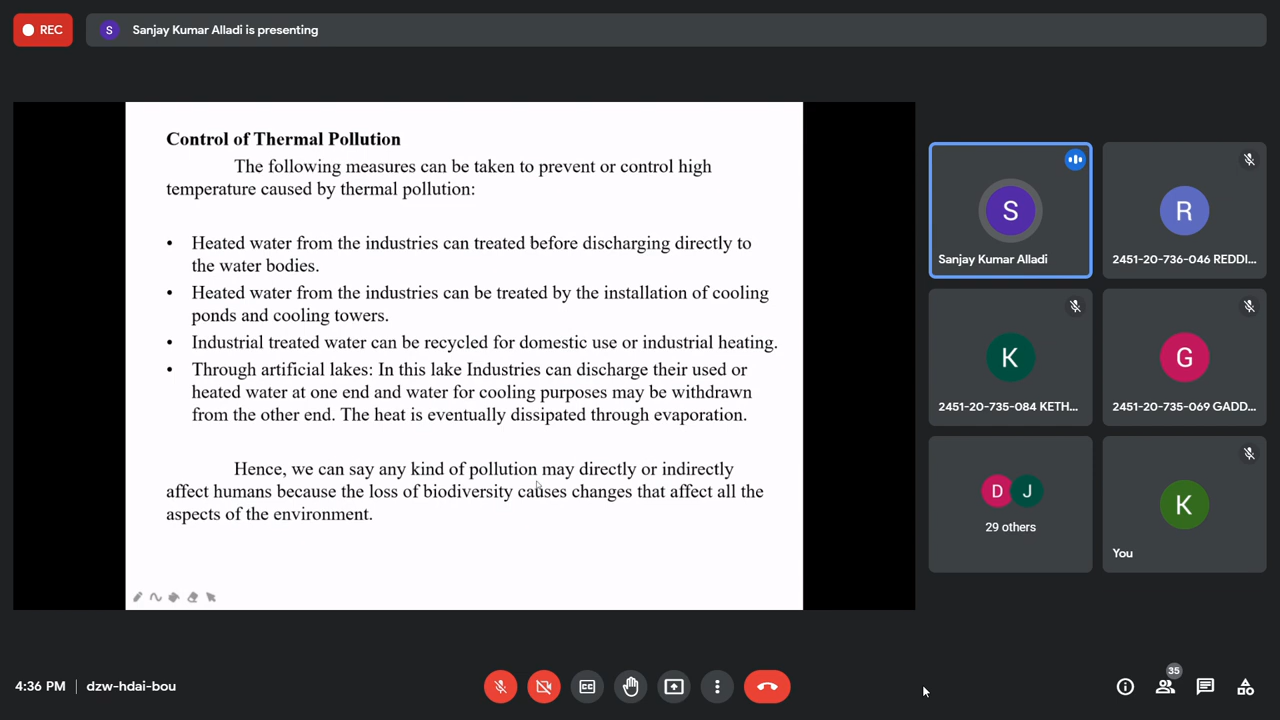 REC
S
Sanjay Kumar Alladi is presenting
Control of Thermal Pollution
The following measures can be taken to prevent or control high
temperature caused by thermal pollution:
• Heated water from the industries can treated before discharging directly to
the water bodies.
• Heated water from the industries can be treated by the installation of cooling
ponds and cooling towers.
• Industrial treated water can be recycled for domestic use or industrial heating.
• Through artificial lakes: In this lake Industries can discharge their used or
heated water at one end and water for cooling purposes may be withdrawn
from the other end. The heat is eventually dissipated through evaporation.
Hence, we can say any kind of pollution may directly or indirectly
affect humans because the loss of biodiversity causes changes that affect all the
aspects of the environment.
S
Sanjay Kumar Alladi
R
2451-20-736-046 REDDI...
K
2451-20-735-084 KETH...
G
2451-20-735-069 GADD...
D J
29 others
K
You
4:36 PM | dzw-hdai-bou
35